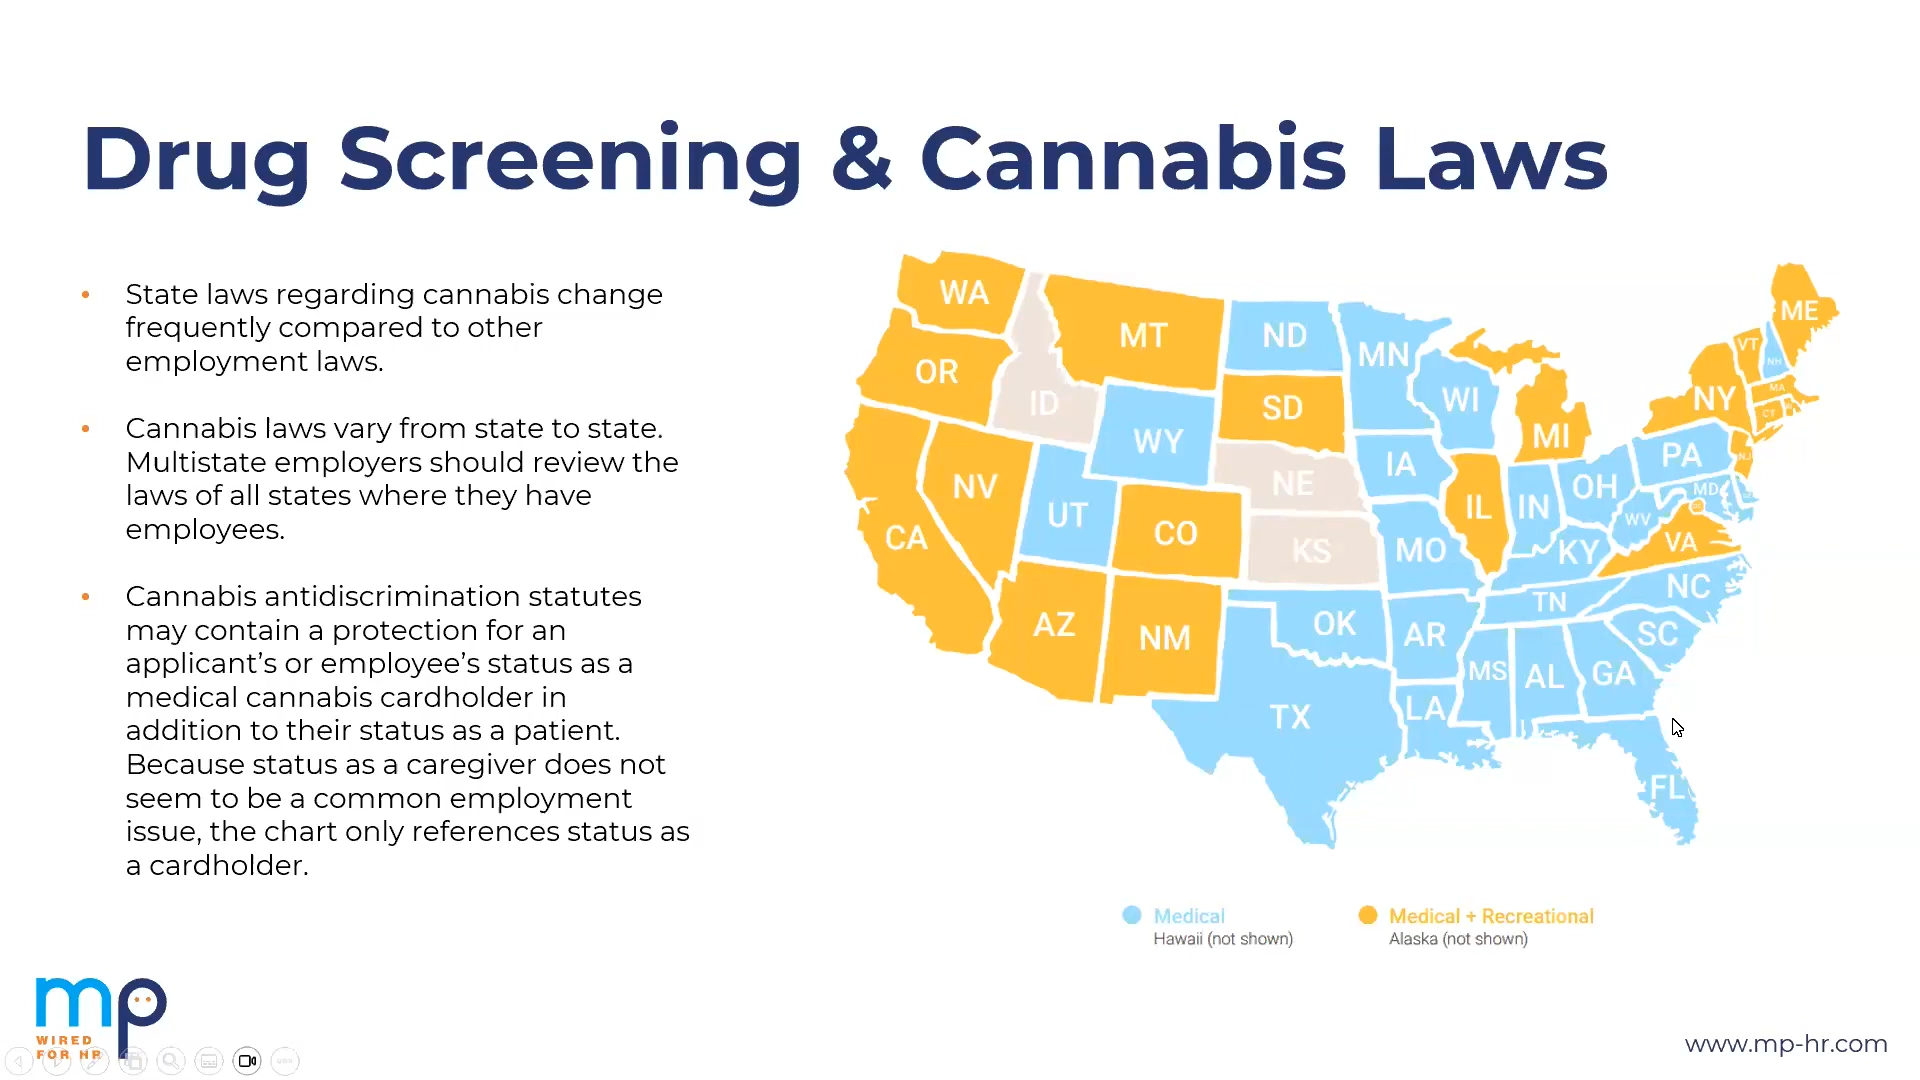 Drug Screening & Cannabis Laws
• State laws regarding cannabis change
frequently compared to other
employment laws.
• Cannabis laws vary from state to state.
Multistate employers should review the
laws of all states where they have
employees.
• Cannabis antidiscrimination statutes
may contain a protection for an
applicant’s or employee’s status as a
medical cannabis cardholder in
addition to their status as a patient.
Because status as a caregiver does not
seem to be a common employment
issue, the chart only references status as
a cardholder.
WA
MT
ND
MN
ME
VT
NH
OR
ID
SD
WI
NY
MA
CT
WY
MI
NV
UT
NE
IA
PA
NJ
IL
IN
OH
MD
CA
CO
KS
MO
WV
KY
VA
AZ
NM
OK
AR
TN
NC
SC
TX
LA
MS
AL
GA
FL
Medical
Hawaii (not shown)
Medical + Recreational
Alaska (not shown)
mp
WIRED
FOR HR
www.mp-hr.com